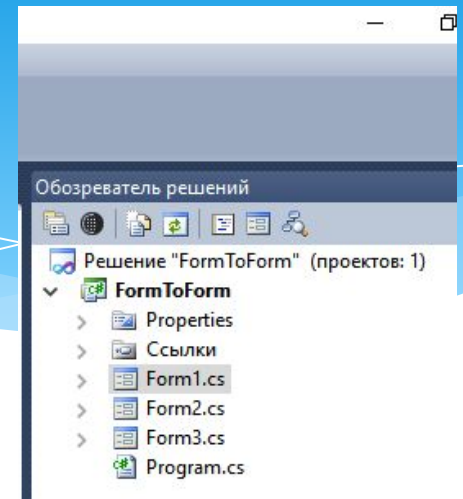 Обозреватель решений
Решение "FormToForm" (проектов: 1)
FormToForm
Properties
Ссылки
Form1.cs
Form2.cs
Form3.cs
Program.cs